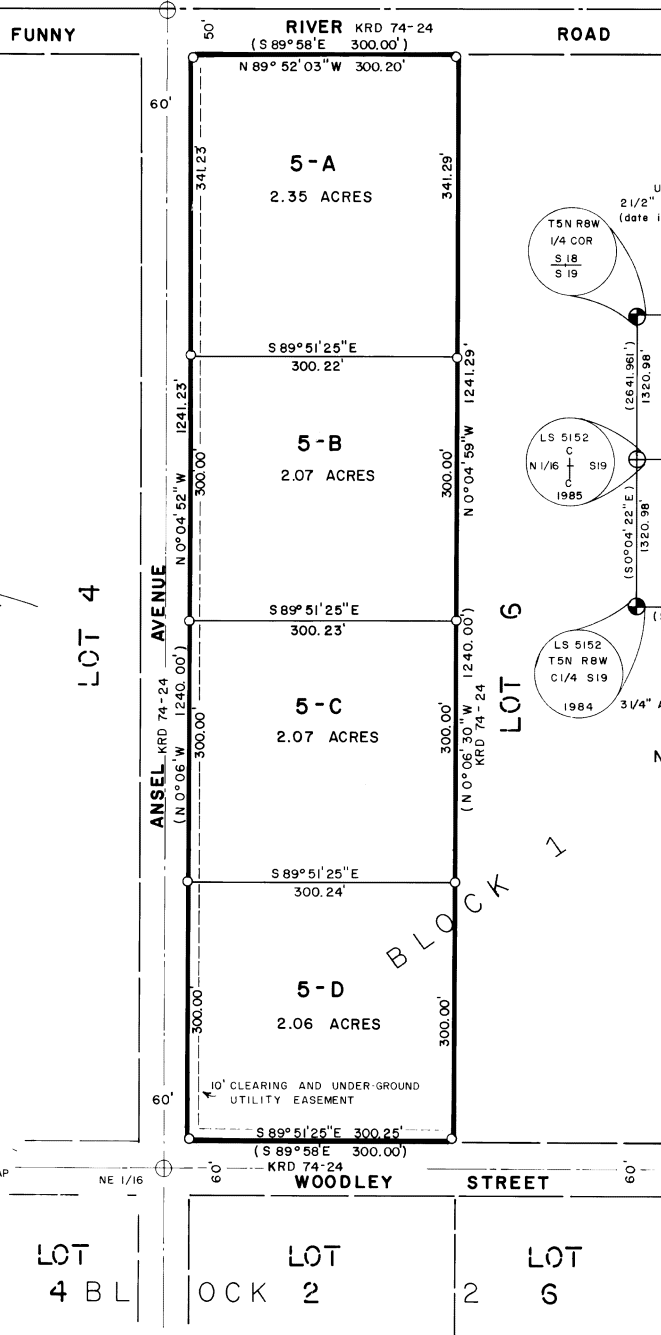 FUNNY
RIVER KRD 74-24
ROAD
50'
(S 89°58'E 300.00')
N 89° 52' 03" W 300.20'
60'
341.23'
5-A
2.35 ACRES
341.29'
U
2 1/2"
(date i
T5N R8W
1/4 COR
S 18
S 19
S 89° 51' 25" E
300.22'
(2641.961')
1320.98'
1241.23'
N 0° 04' 52" W
300.00'
5-B
2.07 ACRES
300.00'
1241.29'
N 0° 04' 59" W
LS 5152
C
N 1/16 S19
C
1985
(S 0° 04' 22" E)
1320.98'
LOT 4
ANSEL KRD 74-24 AVENUE
S 89° 51' 25" E
300.23'
(N 0° 06' W 1240.00')
300.00'
5-C
2.07 ACRES
300.00'
(N 0° 06' 30" W 1240.00')
KRD 74-24
LOT 6
(S
LS 5152
T5N R8W
C1/4 S19
1984
3 1/4" A
N
S 89° 51' 25" E
300.24'
BLOCK 1
5-D
2.06 ACRES
300.00'
300.00'
10' CLEARING AND UNDER-GROUND
UTILITY EASEMENT
60'
S 89° 51' 25" E 300.25'
(S 89° 58' E 300.00')
KRD 74-24
AP
NE 1/16
60'
60'
WOODLEY STREET
LOT LOT LOT
4 BL OCK 2 2 6